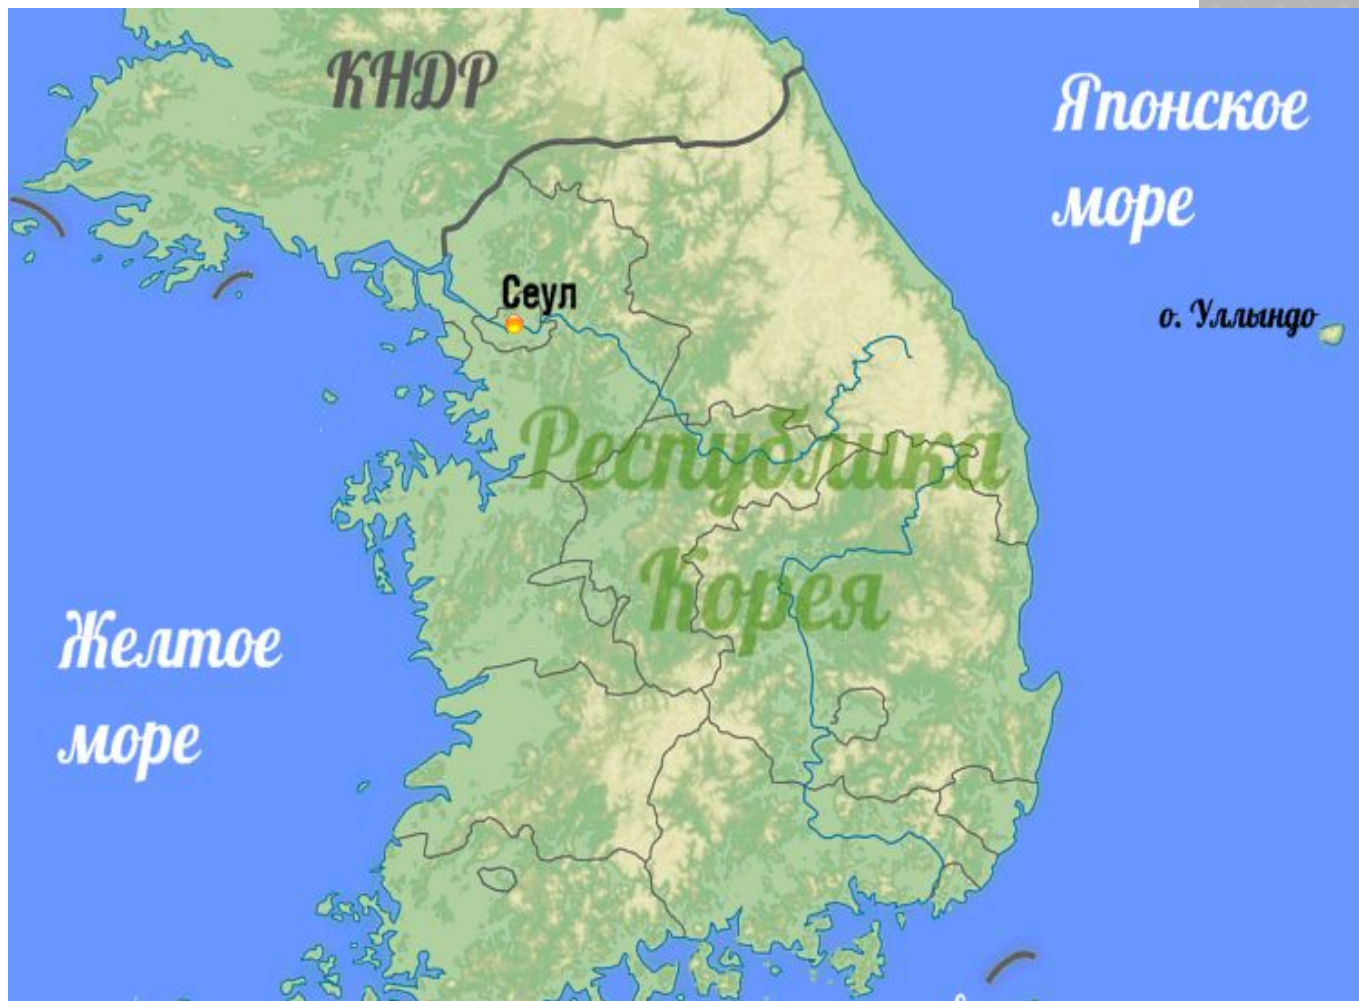 КНДР
Японское
море
Сеул
о. Уллындо
Республика
Корея
Желтое
море